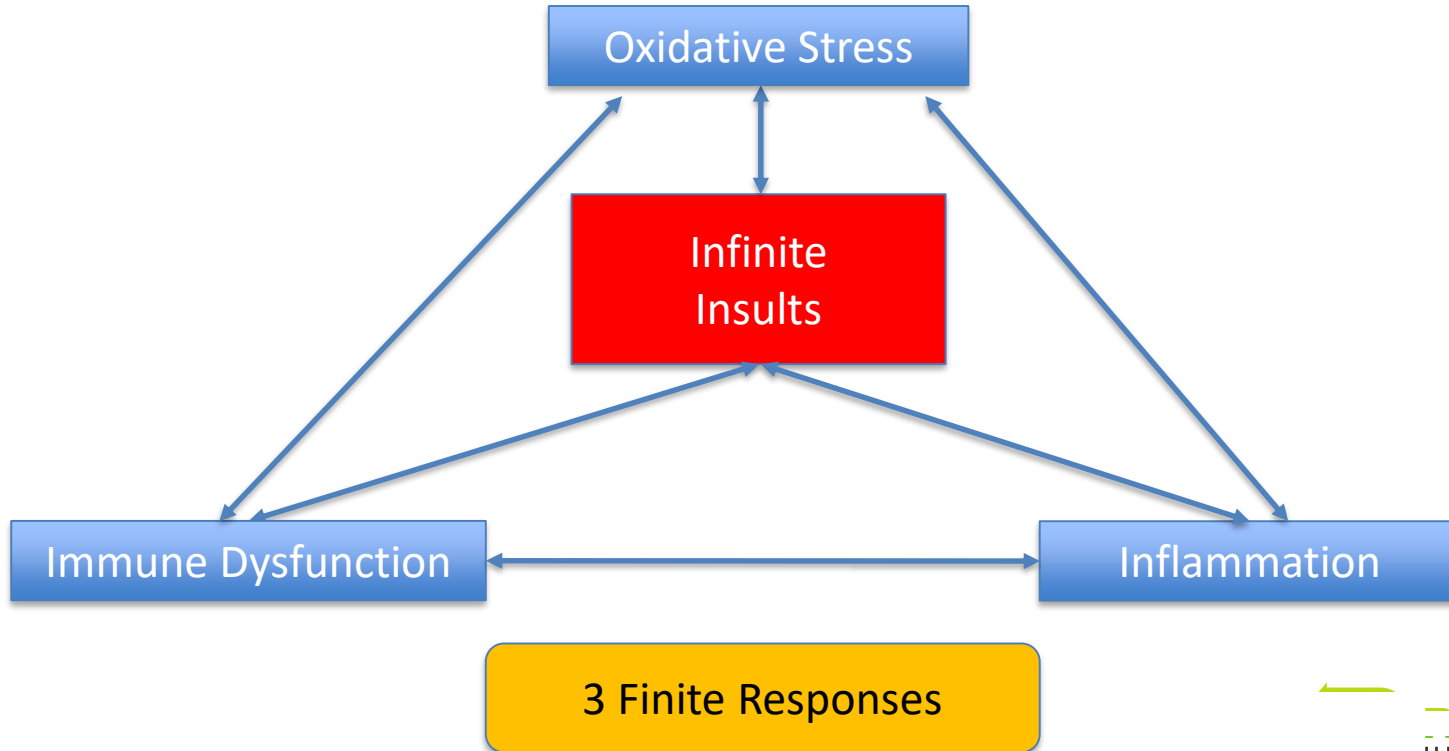 Oxidative Stress
Infinite
Insults
Immune Dysfunction
Inflammation
3 Finite Responses